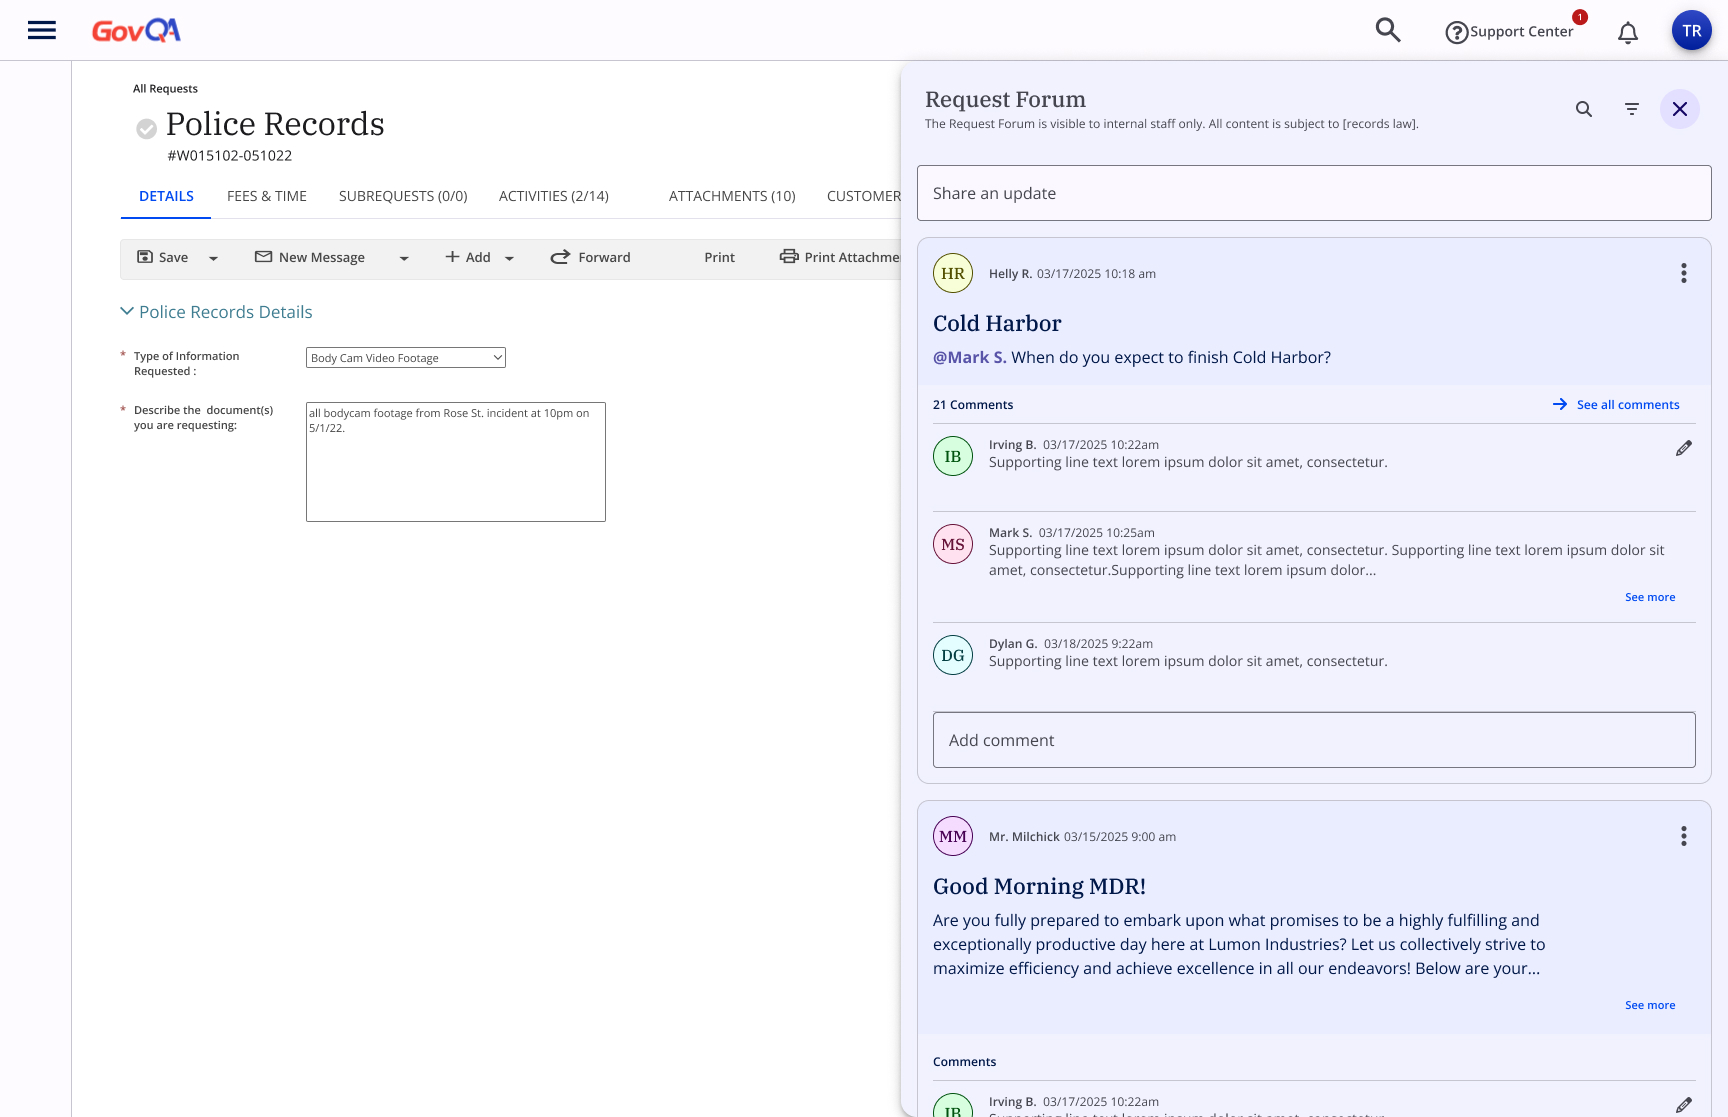 GovQA
Support Center
1
TR
All Requests
Police Records
#W015102-051022
DETAILS
FEES & TIME
SUBREQUESTS (0/0)
ACTIVITIES (2/14)
ATTACHMENTS (10)
CUSTOMER
Save
New Message
Add
Forward
Print
Print Attachme
Police Records Details
* Type of Information
Requested :
Body Cam Video Footage
* Describe the document(s)
you are requesting:
all bodycam footage from Rose St. incident at 10pm on
5/1/22.
Request Forum
The Request Forum is visible to internal staff only. All content is subject to [records law].
Share an update
HR
Helly R. 03/17/2025 10:18 am
Cold Harbor
@Mark S. When do you expect to finish Cold Harbor?
21 Comments
See all comments
IB
Irving B. 03/17/2025 10:22am
Supporting line text lorem ipsum dolor sit amet, consectetur.
MS
Mark S. 03/17/2025 10:25am
Supporting line text lorem ipsum dolor sit amet, consectetur. Supporting line text lorem ipsum dolor sit
amet, consectetur.Supporting line text lorem ipsum dolor...
See more
DG
Dylan G. 03/18/2025 9:22am
Supporting line text lorem ipsum dolor sit amet, consectetur.
Add comment
MM
Mr. Milchick 03/15/2025 9:00 am
Good Morning MDR!
Are you fully prepared to embark upon what promises to be a highly fulfilling and
exceptionally productive day here at Lumon Industries? Let us collectively strive to
maximize efficiency and achieve excellence in all our endeavors! Below are your...
See more
Comments
IB
Irving B. 03/17/2025 10:22am